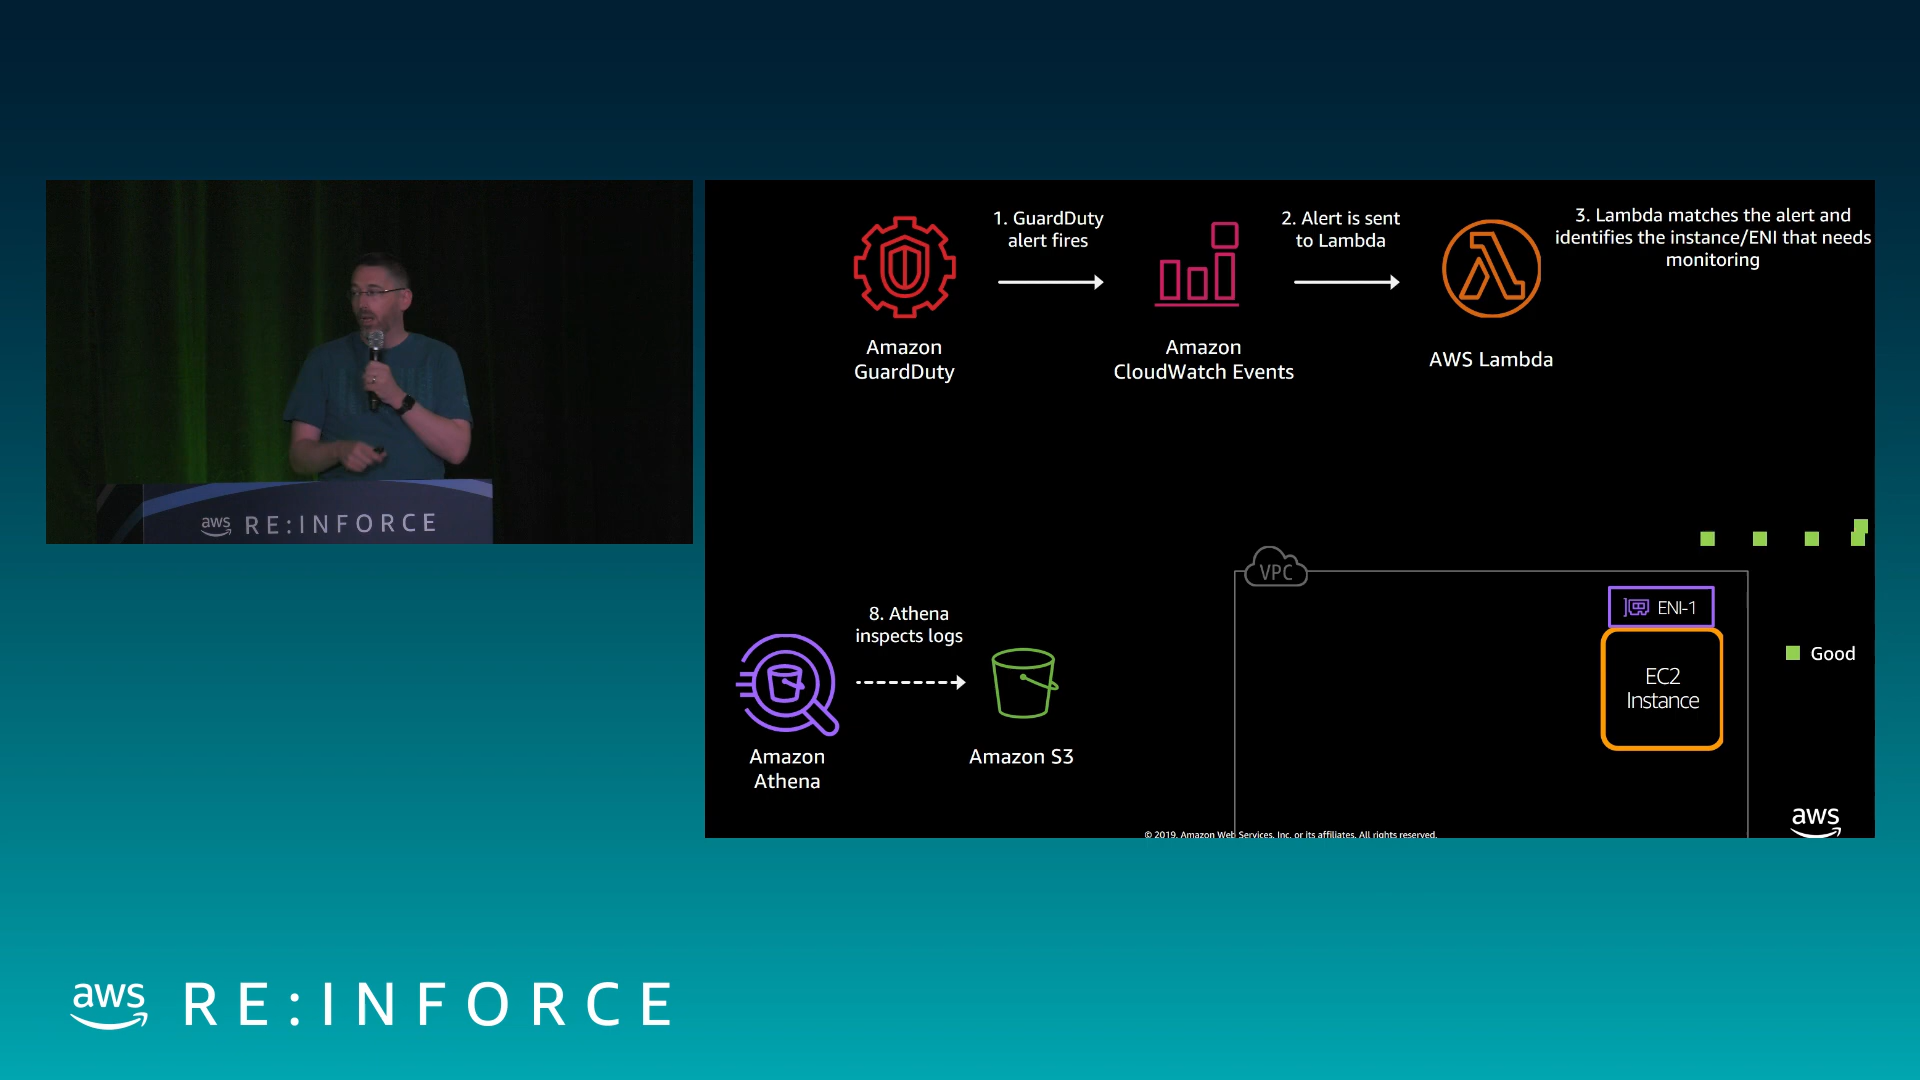 1. GuardDuty
alert fires
2. Alert is sent
to Lambda
3. Lambda matches the alert and
identifies the instance/ENI that needs
monitoring
Amazon
GuardDuty
Amazon
CloudWatch Events
AWS Lambda
aws RE:INFORCE
VPC
ENI-1
EC2
Instance
Good
8. Athena
inspects logs
Amazon
Athena
Amazon S3
aws
© 2019, Amazon Web Services, Inc. or its affiliates. All rights reserved.
aws RE:INFORCE